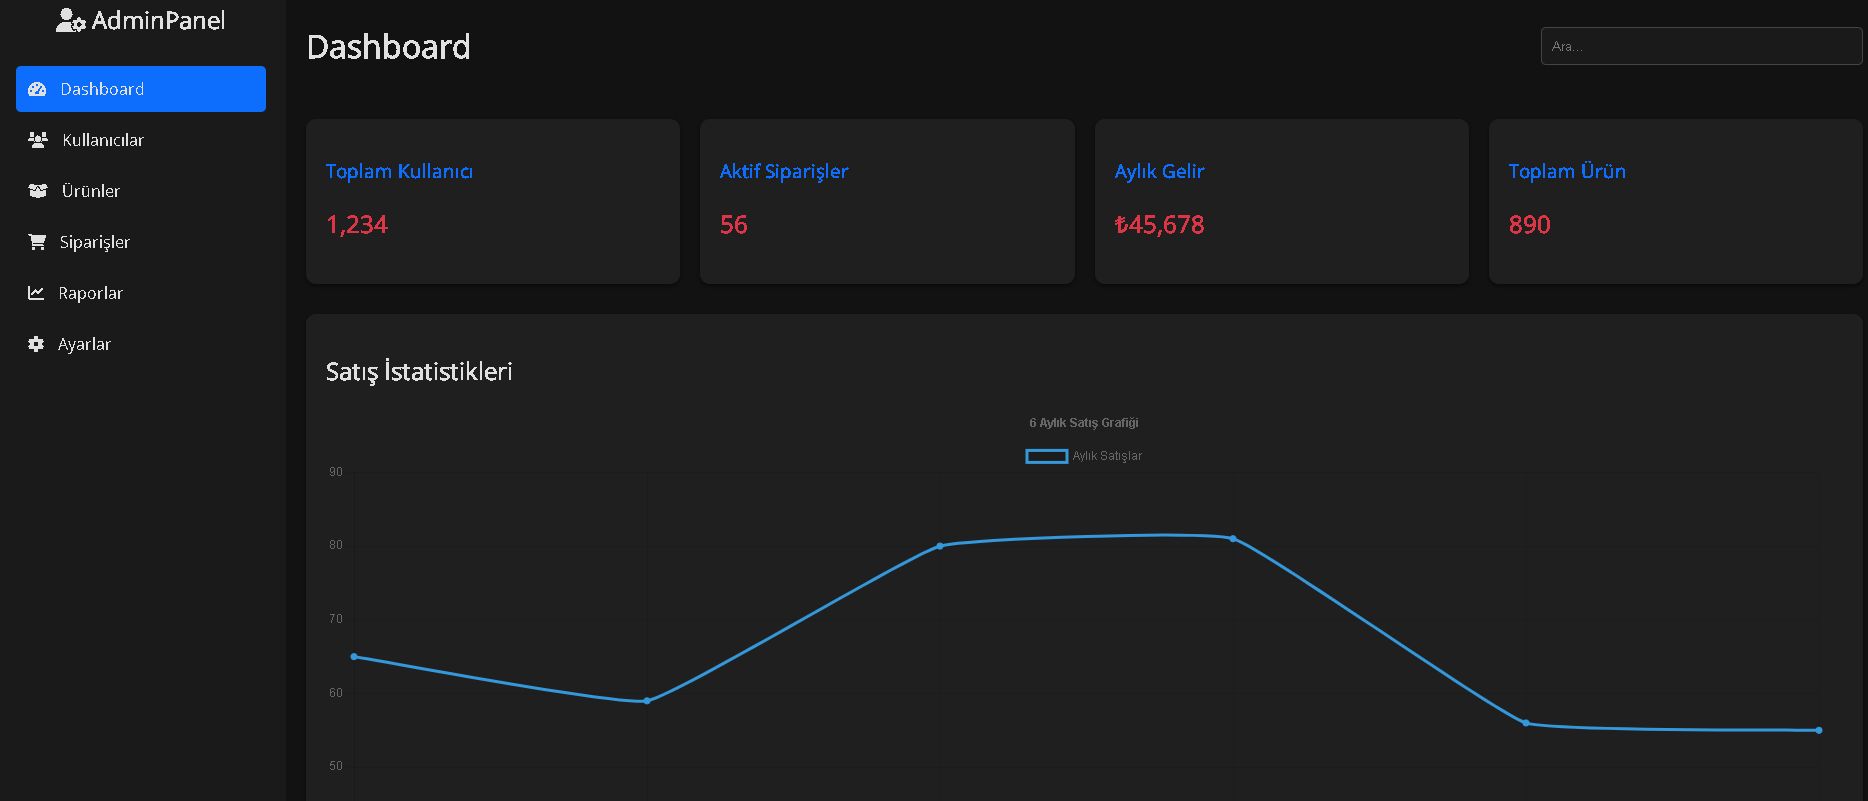 AdminPanel
Dashboard
Kullanıcılar
Ürünler
Siparişler
Raporlar
Ayarlar
Dashboard
Ara...
Toplam Kullanıcı
1,234
Aktif Siparişler
56
Aylık Gelir
₺45,678
Toplam Ürün
890
Satış İstatistikleri
6 Aylık Satış Grafiği
Aylık Satışlar
90
80
70
60
50